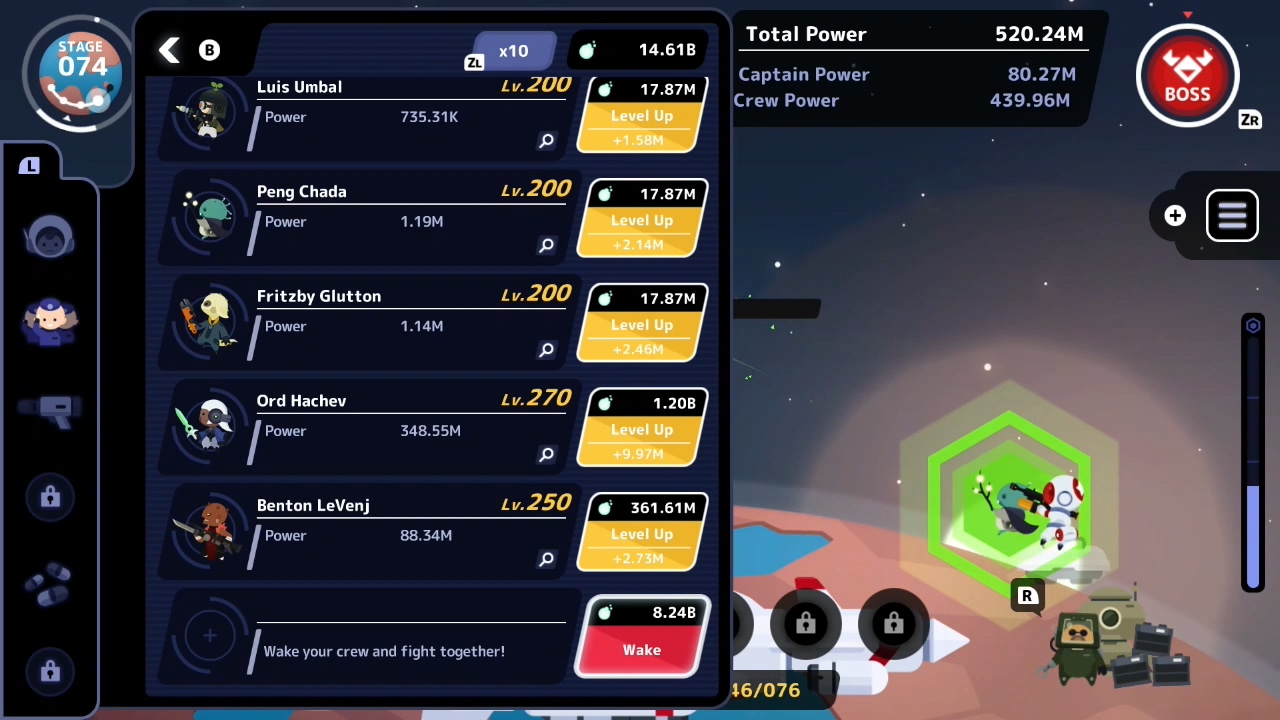 STAGE
074
B
ZL
x10
14.61B
Total Power 520.24M
Captain Power 80.27M
Crew Power 439.96M
BOSS
ZR
L
Luis Umbal Lv.200
Power 735.31K
17.87M
Level Up
+1.58M
Peng Chada Lv.200
Power 1.19M
17.87M
Level Up
+2.14M
Fritzby Glutton Lv.200
Power 1.14M
17.87M
Level Up
+2.46M
Ord Hachev Lv.270
Power 348.55M
1.20B
Level Up
+9.97M
Benton LeVenj Lv.250
Power 88.34M
361.61M
Level Up
+2.73M
Wake your crew and fight together!
8.24B
Wake
R
46/076